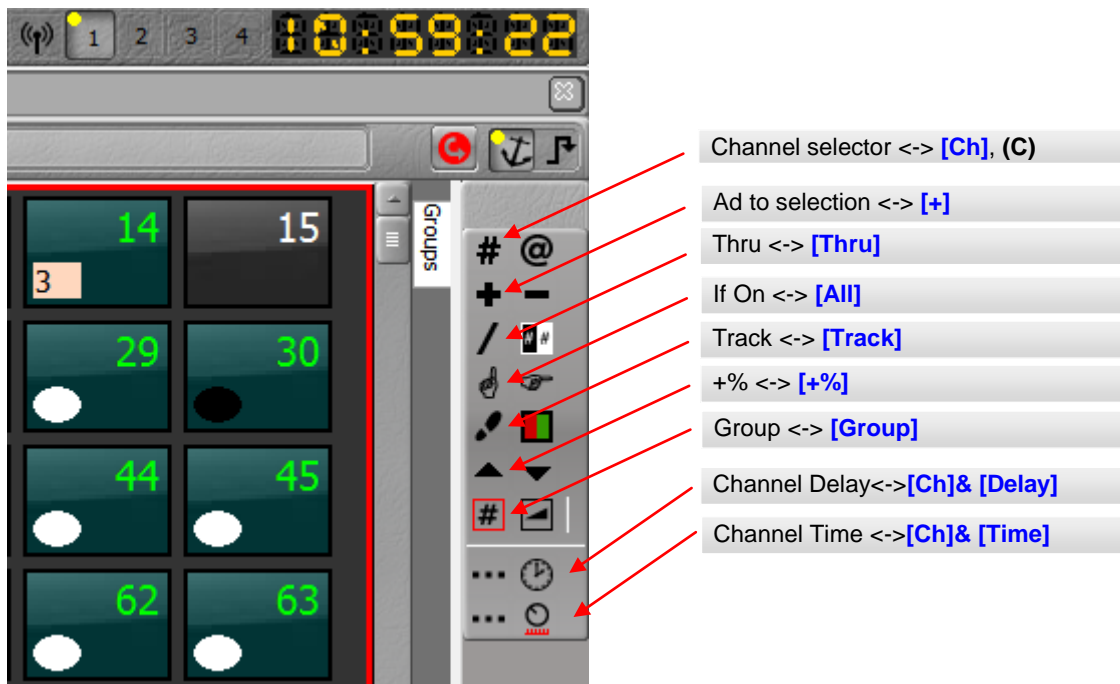 1 2 3 4 10:59:22
Channel selector <-> [Ch], (C)
Ad to selection <-> [+]
Thru <-> [Thru]
If On <-> [All]
Track <-> [Track]
+% <-> [+%]
Group <-> [Group]
Channel Delay<->[Ch]& [Delay]
Channel Time <->[Ch]& [Time]
Groups
14 15
3
29 30
44 45
62 63
# @
+ −
/ # #
#